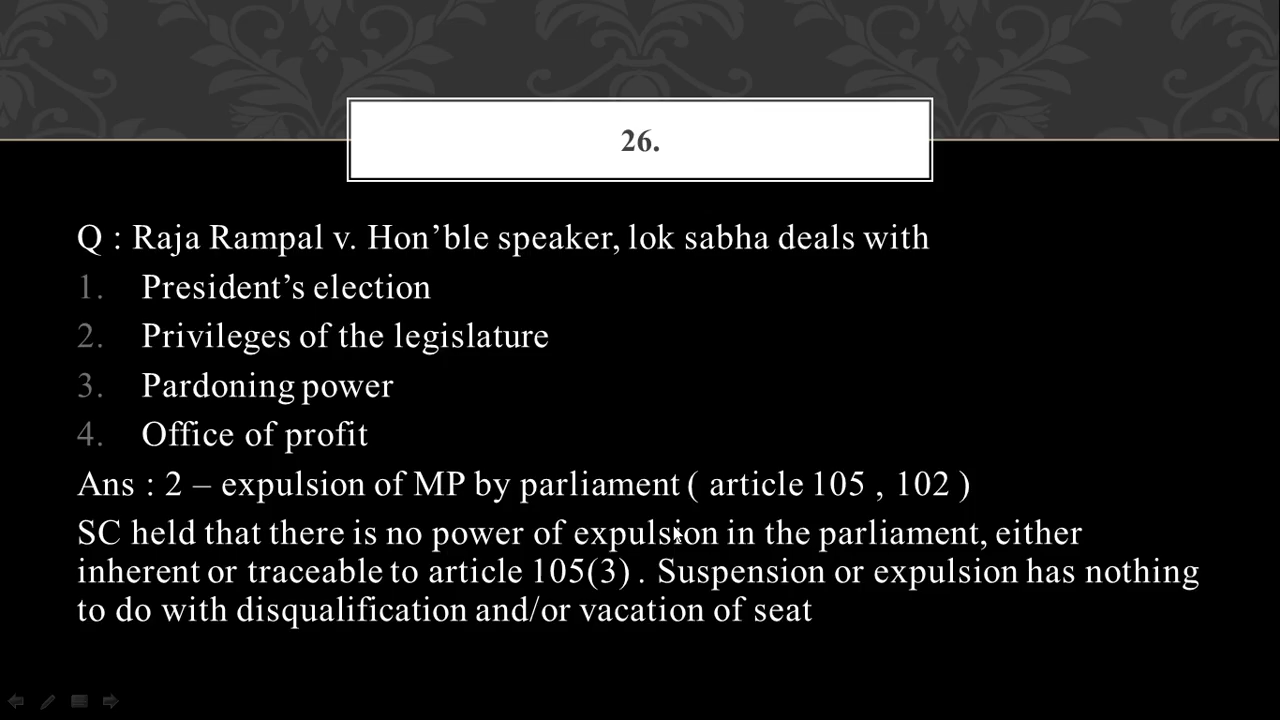 26.
Q : Raja Rampal v. Hon’ble speaker, lok sabha deals with
1. President’s election
2. Privileges of the legislature
3. Pardoning power
4. Office of profit
Ans : 2 – expulsion of MP by parliament ( article 105 , 102 )
SC held that there is no power of expulsion in the parliament, either
inherent or traceable to article 105(3) . Suspension or expulsion has nothing
to do with disqualification and/or vacation of seat